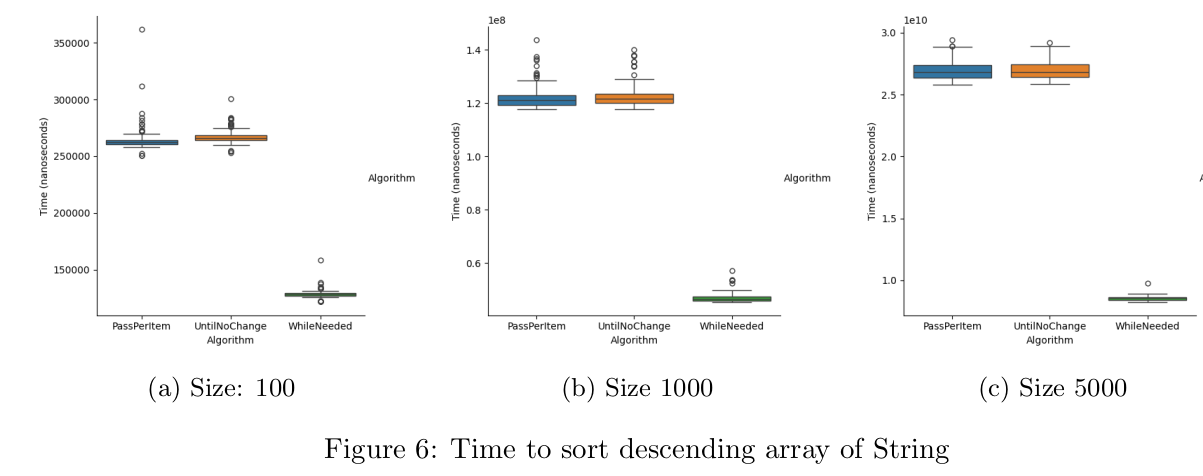 1e8
1e10
350000
300000
250000
200000
150000
Time (nanoseconds)
PassPerItem UntilNoChange WhileNeeded
Algorithm
Algorithm
1.4
1.2
1.0
0.8
0.6
Time (nanoseconds)
PassPerItem UntilNoChange WhileNeeded
Algorithm
Algorithm
3.0
2.5
2.0
1.5
1.0
Time (nanoseconds)
PassPerItem UntilNoChange WhileNeeded
Algorithm
(a) Size: 100
(b) Size 1000
(c) Size 5000
Figure 6: Time to sort descending array of String